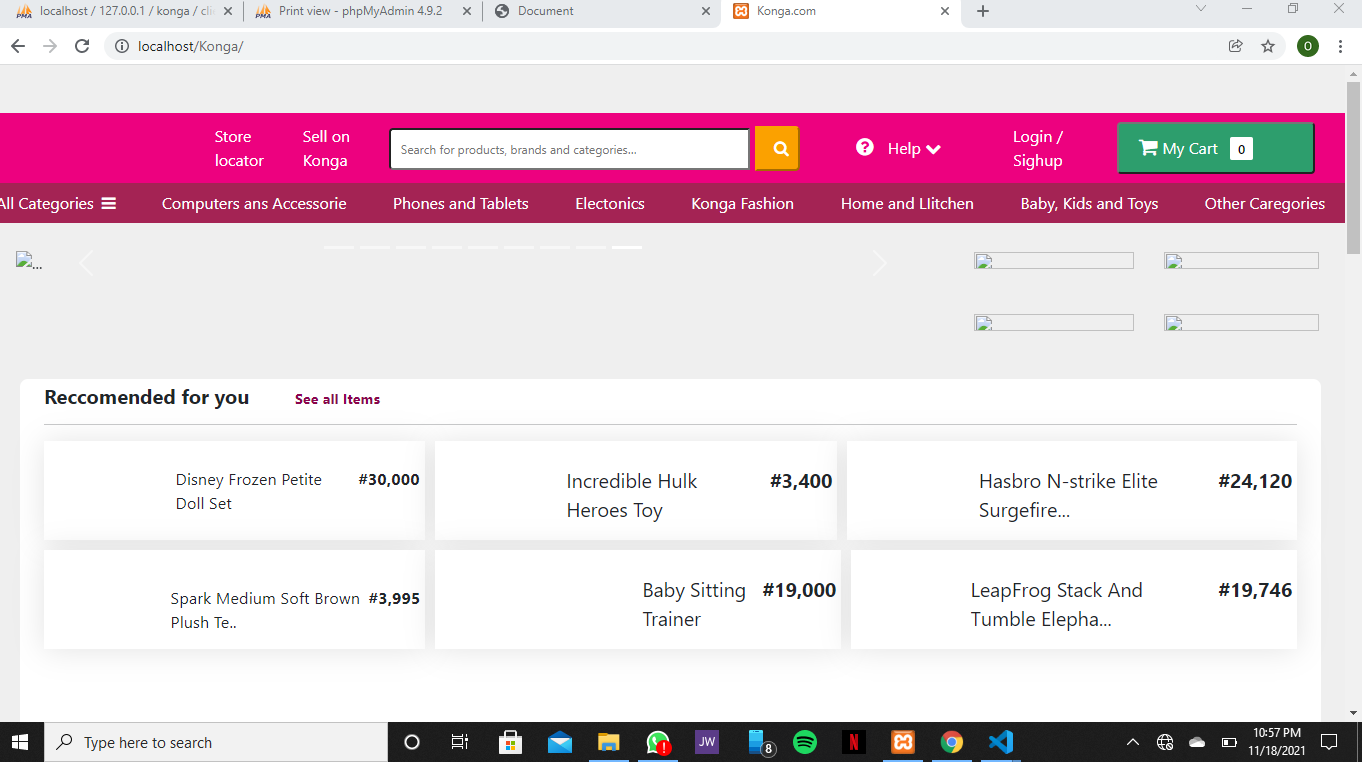 localhost / 127.0.0.1 / konga / cli
Print view - phpMyAdmin 4.9.2
Document
Konga.com
localhost/Konga/
O
Store locator
Sell on Konga
Search for products, brands and categories...
Help
Login / Sighup
My Cart 0
All Categories
Computers ans Accessorie
Phones and Tablets
Electonics
Konga Fashion
Home and Llitchen
Baby, Kids and Toys
Other Caregories
...
Reccomended for you
See all Items
Disney Frozen Petite
Doll Set
#30,000
Incredible Hulk
Heroes Toy
#3,400
Hasbro N-strike Elite
Surgefire...
#24,120
Spark Medium Soft Brown
Plush Te..
#3,995
Baby Sitting
Trainer
#19,000
LeapFrog Stack And
Tumble Elepha...
#19,746
Type here to search
JW
8
N
10:57 PM
11/18/2021